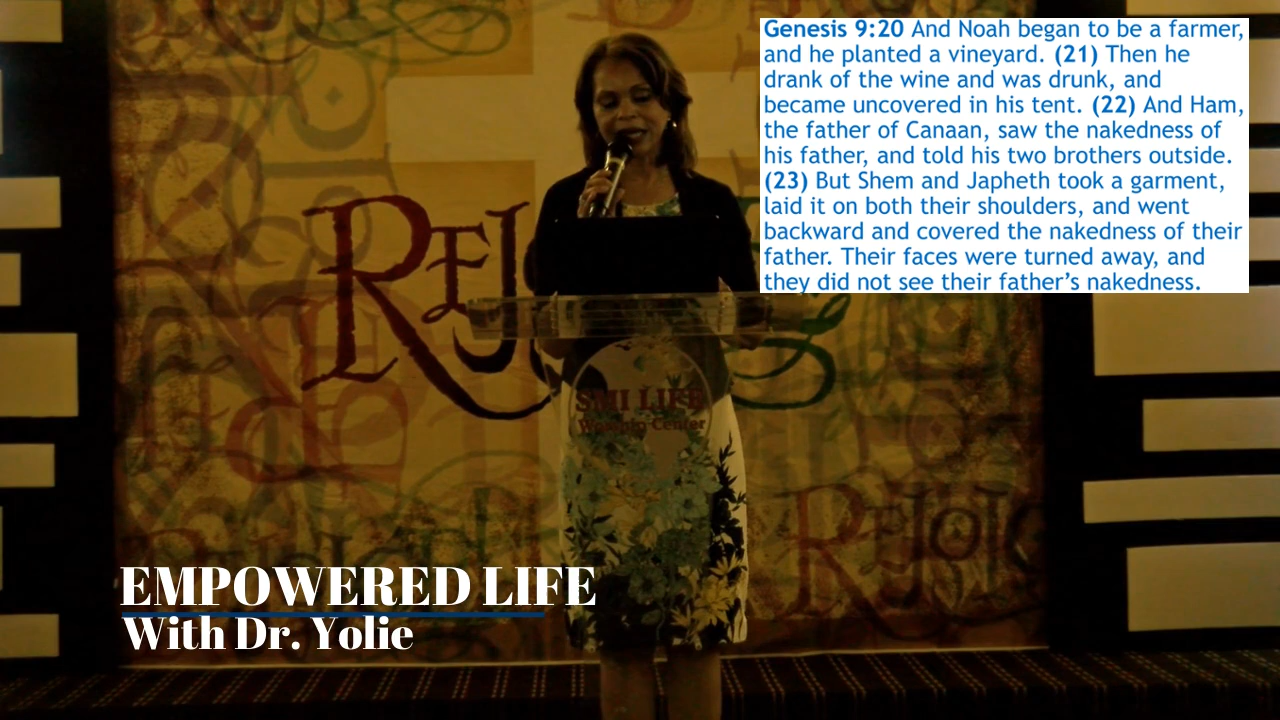 Genesis 9:20 And Noah began to be a farmer,
and he planted a vineyard. (21) Then he
drank of the wine and was drunk, and
became uncovered in his tent. (22) And Ham,
the father of Canaan, saw the nakedness of
his father, and told his two brothers outside.
(23) But Shem and Japheth took a garment,
laid it on both their shoulders, and went
backward and covered the nakedness of their
father. Their faces were turned away, and
they did not see their father’s nakedness.
SMI LIFE
Worship Center
EMPOWERED LIFE
With Dr. Yolie